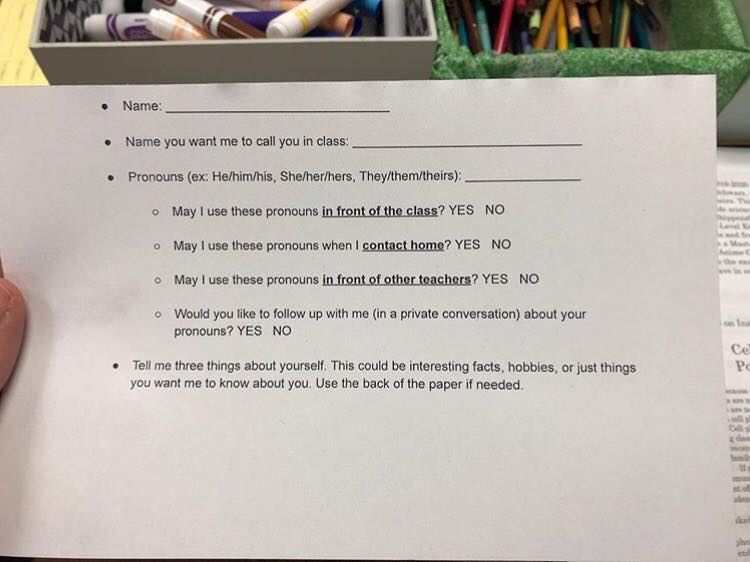 Name: ____________________
Name you want me to call you in class: ____________________
Pronouns (ex: He/him/his, She/her/hers, They/them/theirs): ____________________
May I use these pronouns in front of the class? YES NO
May I use these pronouns when I contact home? YES NO
May I use these pronouns in front of other teachers? YES NO
Would you like to follow up with me (in a private conversation) about your
pronouns? YES NO
Tell me three things about yourself. This could be interesting facts, hobbies, or just things
you want me to know about you. Use the back of the paper if needed.